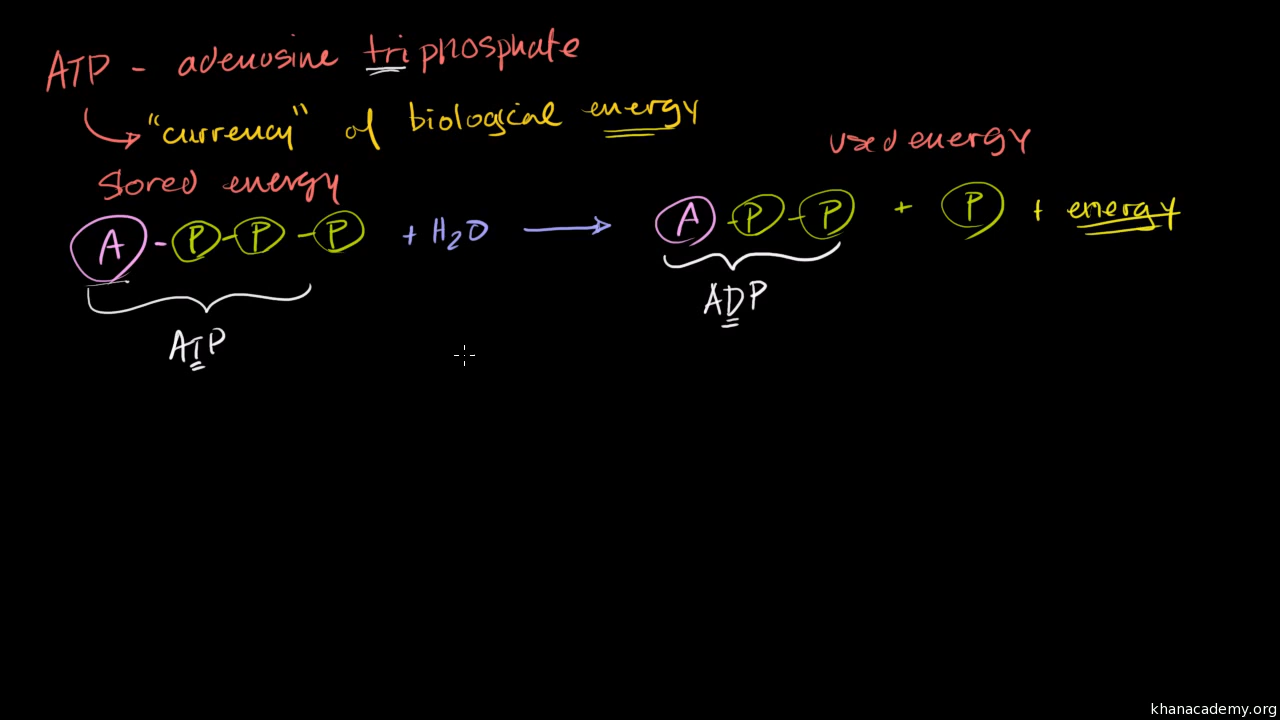 ATP - adenosine triphosphate
"currency" of biological energy
used energy
stored energy
A - P - P - P + H2O → A - P - P + P + energy
ADP
ATP
khanacademy.org